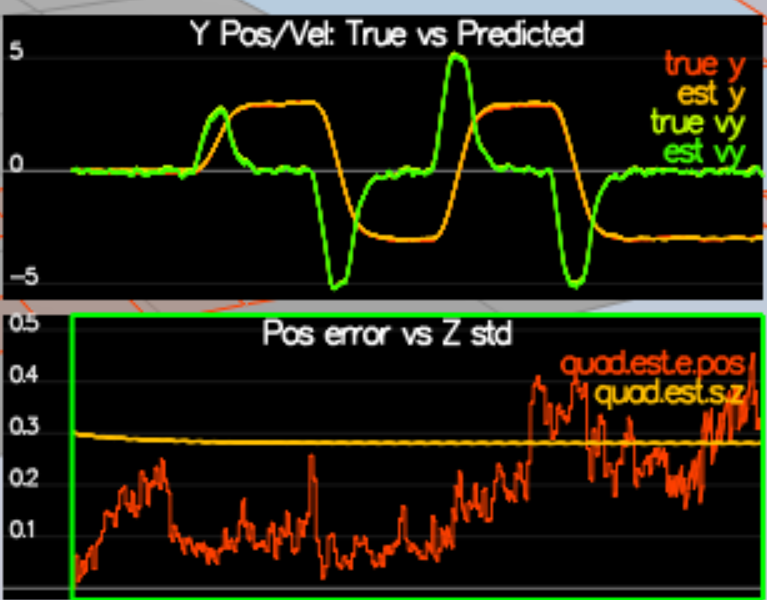 Y Pos/Vel: True vs Predicted
5
true y
est y
true vy
est vy
0
-5
0.5
Pos error vs Z std
quad.est.e.pos
0.4
quad.est.s.z
0.3
0.2
0.1